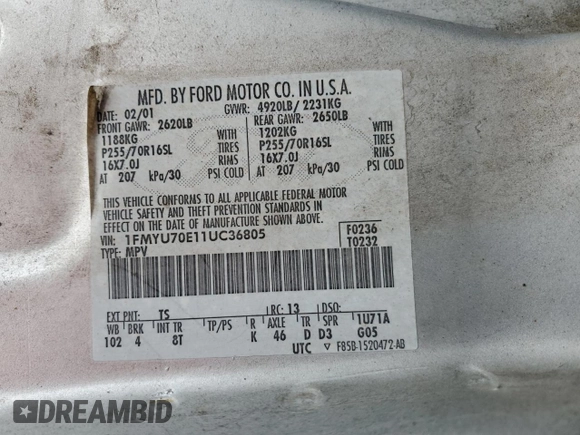 MFD. BY FORD MOTOR CO. IN U.S.A.
DATE: 02/01 GVWR: 4920LB/ 2231KG
FRONT GAWR: 2620LB REAR GAWR: 2650LB
1188KG WITH 1202KG WITH
P255/70R16SL TIRES P255/70R16SL TIRES
16X7.0J RIMS 16X7.0J RIMS
AT 207 kPa/30 PSI COLD AT 207 kPa/30 PSI COLD
THIS VEHICLE CONFORMS TO ALL APPLICABLE FEDERAL MOTOR
VEHICLE SAFETY AND THEFT PREVENTION STANDARDS IN
EFFECT ON THE DATE OF MANUFACTURE SHOWN ABOVE.
VIN: 1FMYU70E11UC36805 F0236
TYPE: MPV T0232
EXT PNT: TS RC: 13 DSO:
WB BRK INT TR TP/PS R AXLE TR SPR 1U71A
102 4 8T K 46 D D3 G05
UTC F85B-1520472-AB
DREAMBID